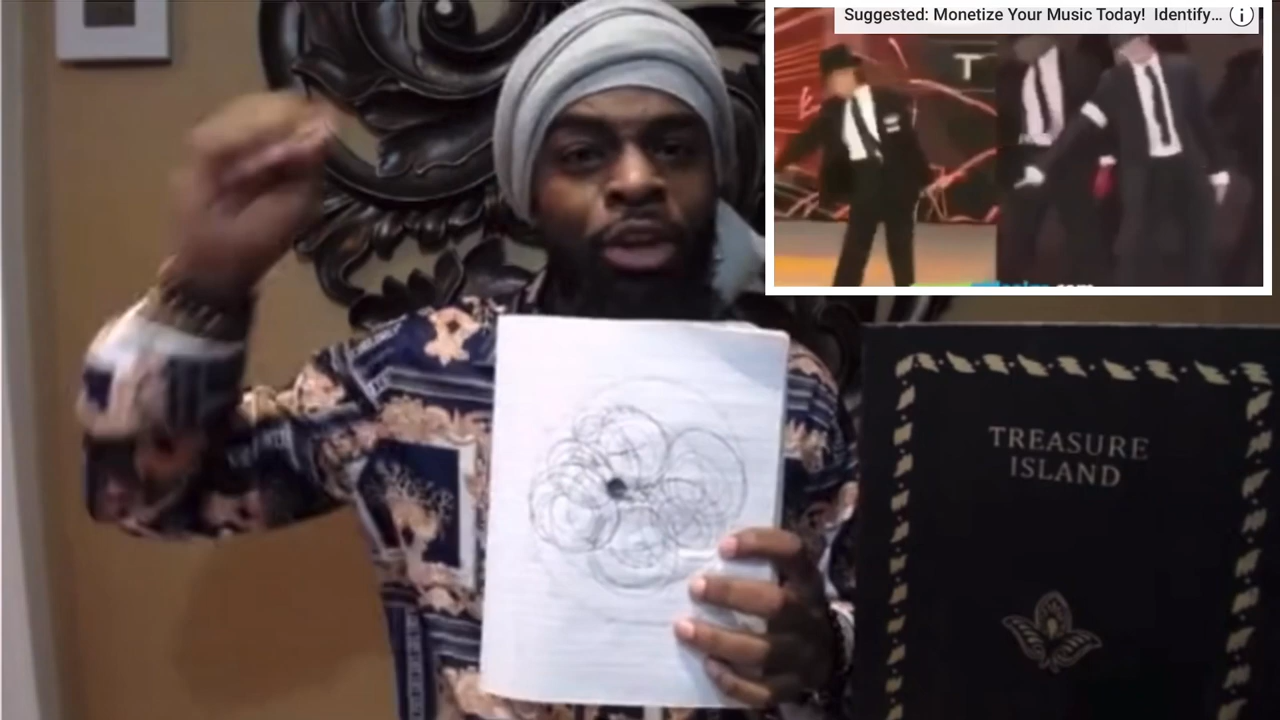 Suggested: Monetize Your Music Today! Identify...
T
TREASURE
ISLAND